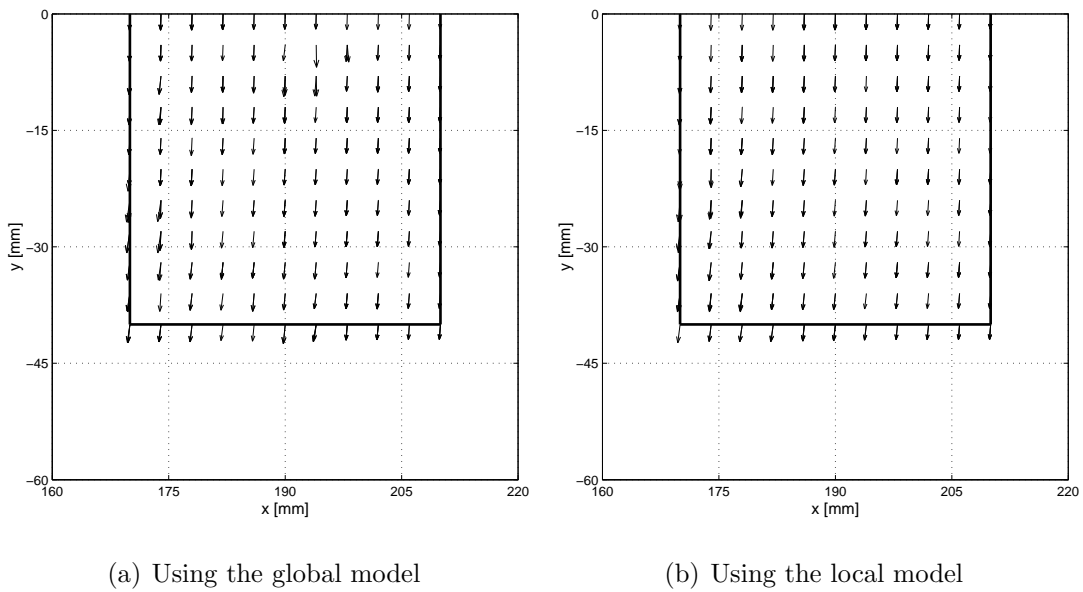 0
−15
−30
−45
−60
y [mm]
160 175 190 205 220
x [mm]
(a) Using the global model
0
−15
−30
−45
−60
y [mm]
160 175 190 205 220
x [mm]
(b) Using the local model